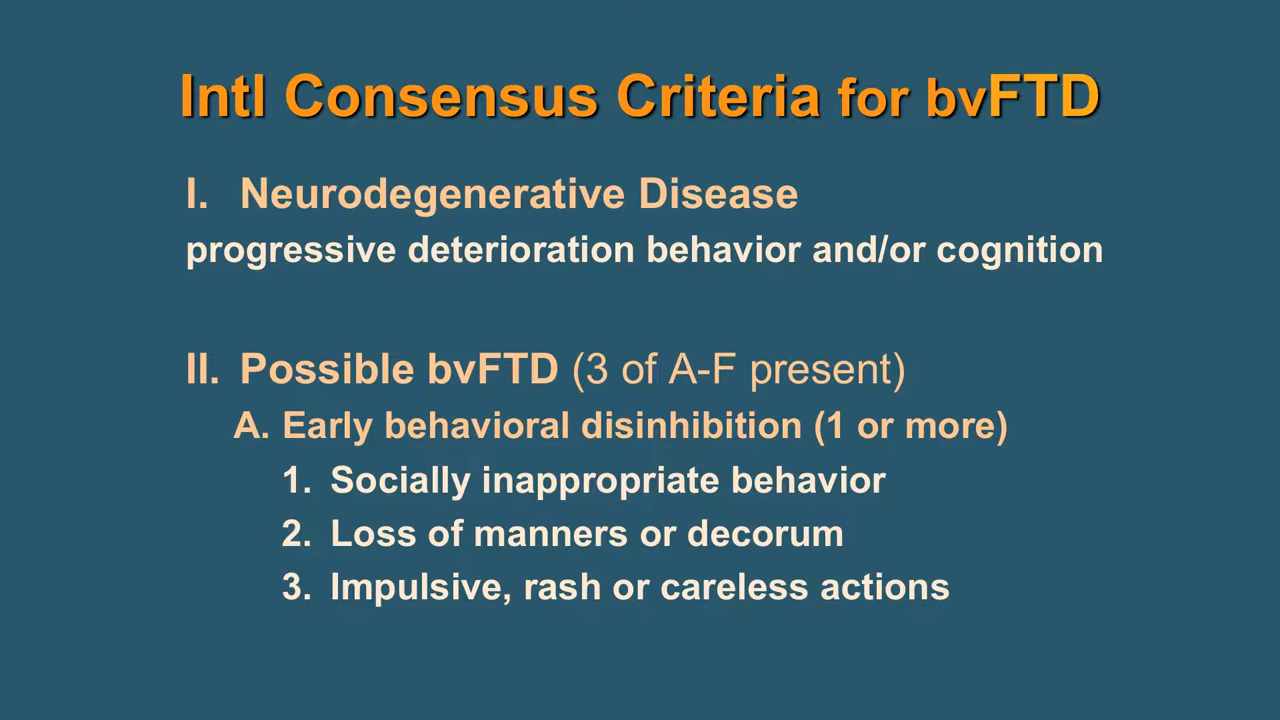 Intl Consensus Criteria for bvFTD
I. Neurodegenerative Disease
progressive deterioration behavior and/or cognition
II. Possible bvFTD (3 of A-F present)
A. Early behavioral disinhibition (1 or more)
1. Socially inappropriate behavior
2. Loss of manners or decorum
3. Impulsive, rash or careless actions